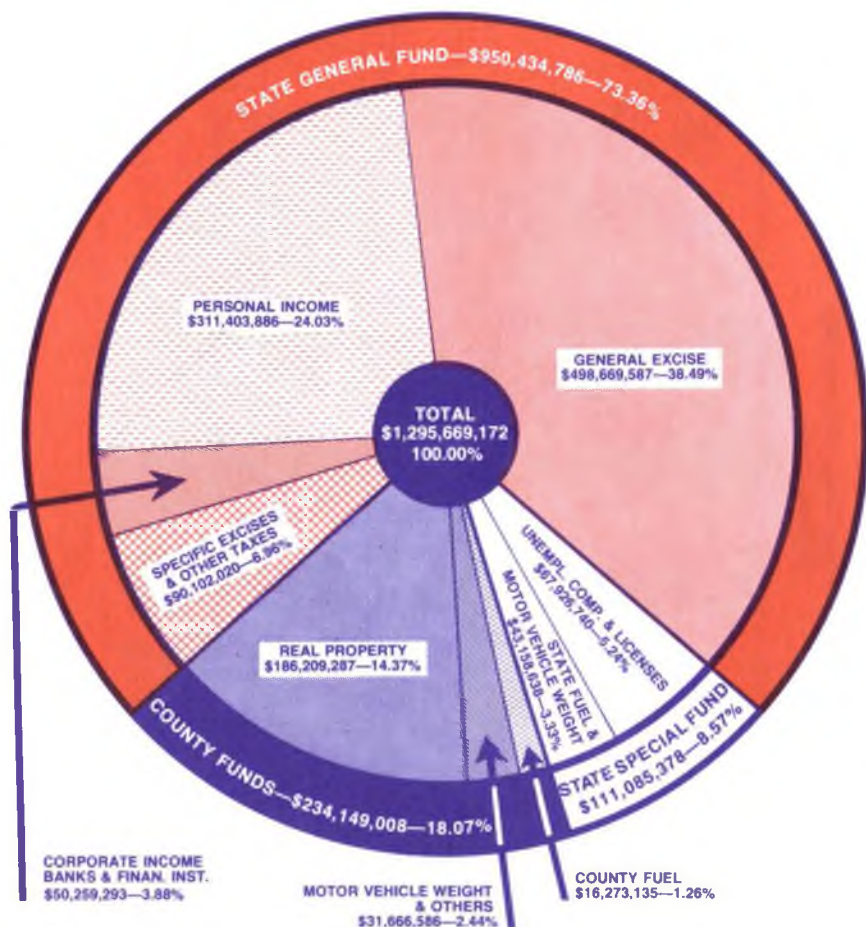 STATE GENERAL FUND—$950,434,786—73.36%
PERSONAL INCOME
$311,403,886—24.03%
GENERAL EXCISE
$498,669,587—38.49%
TOTAL
$1,295,669,172
100.00%
SPECIFIC EXCISES
& OTHER TAXES
$90,102,020—6.96%
UNEMPL. COMP. & LICENSES
$67,926,740—5.24%
STATE FUEL &
MOTOR VEHICLE WEIGHT
$43,158,638—3.33%
REAL PROPERTY
$186,209,287—14.37%
COUNTY FUNDS—$234,149,008—18.07%
STATE SPECIAL FUND
$111,085,378—8.57%
CORPORATE INCOME
BANKS & FINAN. INST.
$50,259,293—3.88%
MOTOR VEHICLE WEIGHT
& OTHERS
$31,666,586—2.44%
COUNTY FUEL
$16,273,135—1.26%